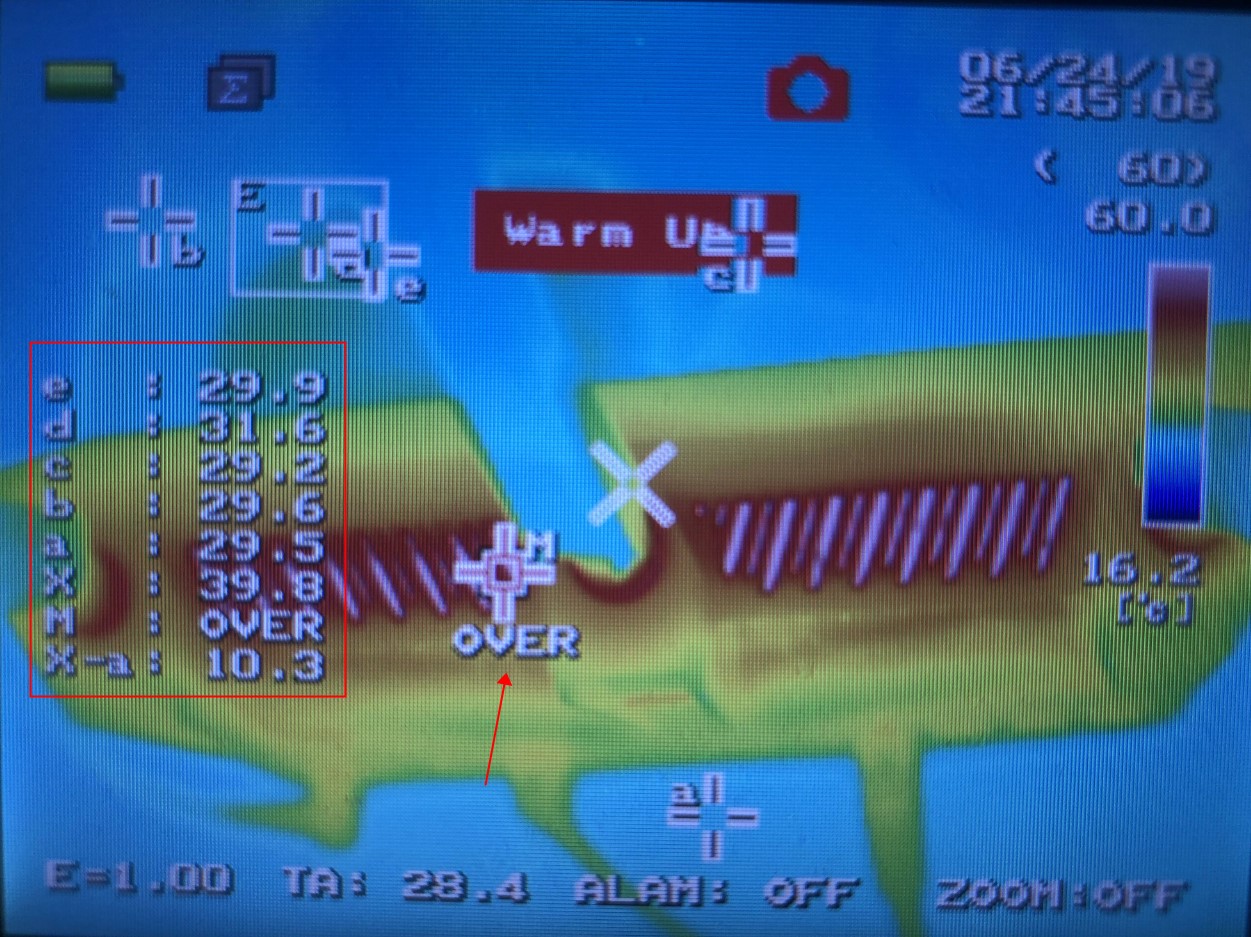 Σ
06/24/19
21:45:06
< 60>
60.0
b
Σ
d
e
Warm Up
c
e : 29.9
d : 31.6
c : 29.2
b : 29.6
a : 29.5
X : 39.8
M : OVER
X-a: 10.3
M
OVER
16.2
[°C]
a
E=1.00 TA: 28.4 ALAM: OFF ZOOM:OFF